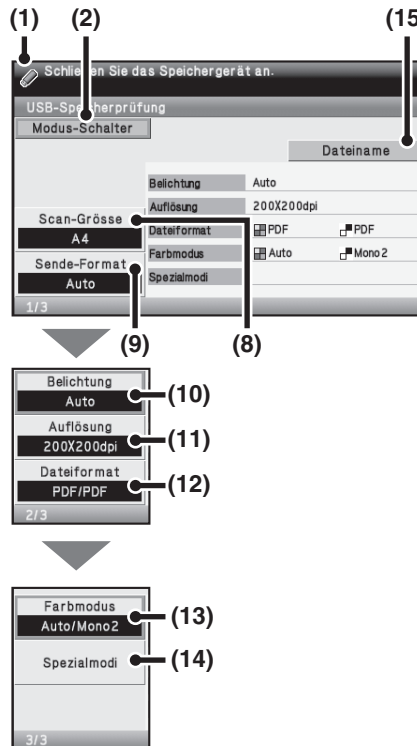 (1) (2) (15
Schließen Sie das Speichergerät an.
USB-Speicherprüfung
Modus-Schalter
Dateiname
Belichtung Auto
Auflösung 200X200dpi
Scan-Grösse
A4
Dateiformat PDF PDF
Farbmodus Auto Mono2
Sende-Format
Auto
Spezialmodi
1/3
(9) (8)
Belichtung
Auto
(10)
Auflösung
200X200dpi
(11)
Dateiformat
PDF/PDF
(12)
2/3
Farbmodus
Auto/Mono2
(13)
Spezialmodi
(14)
3/3